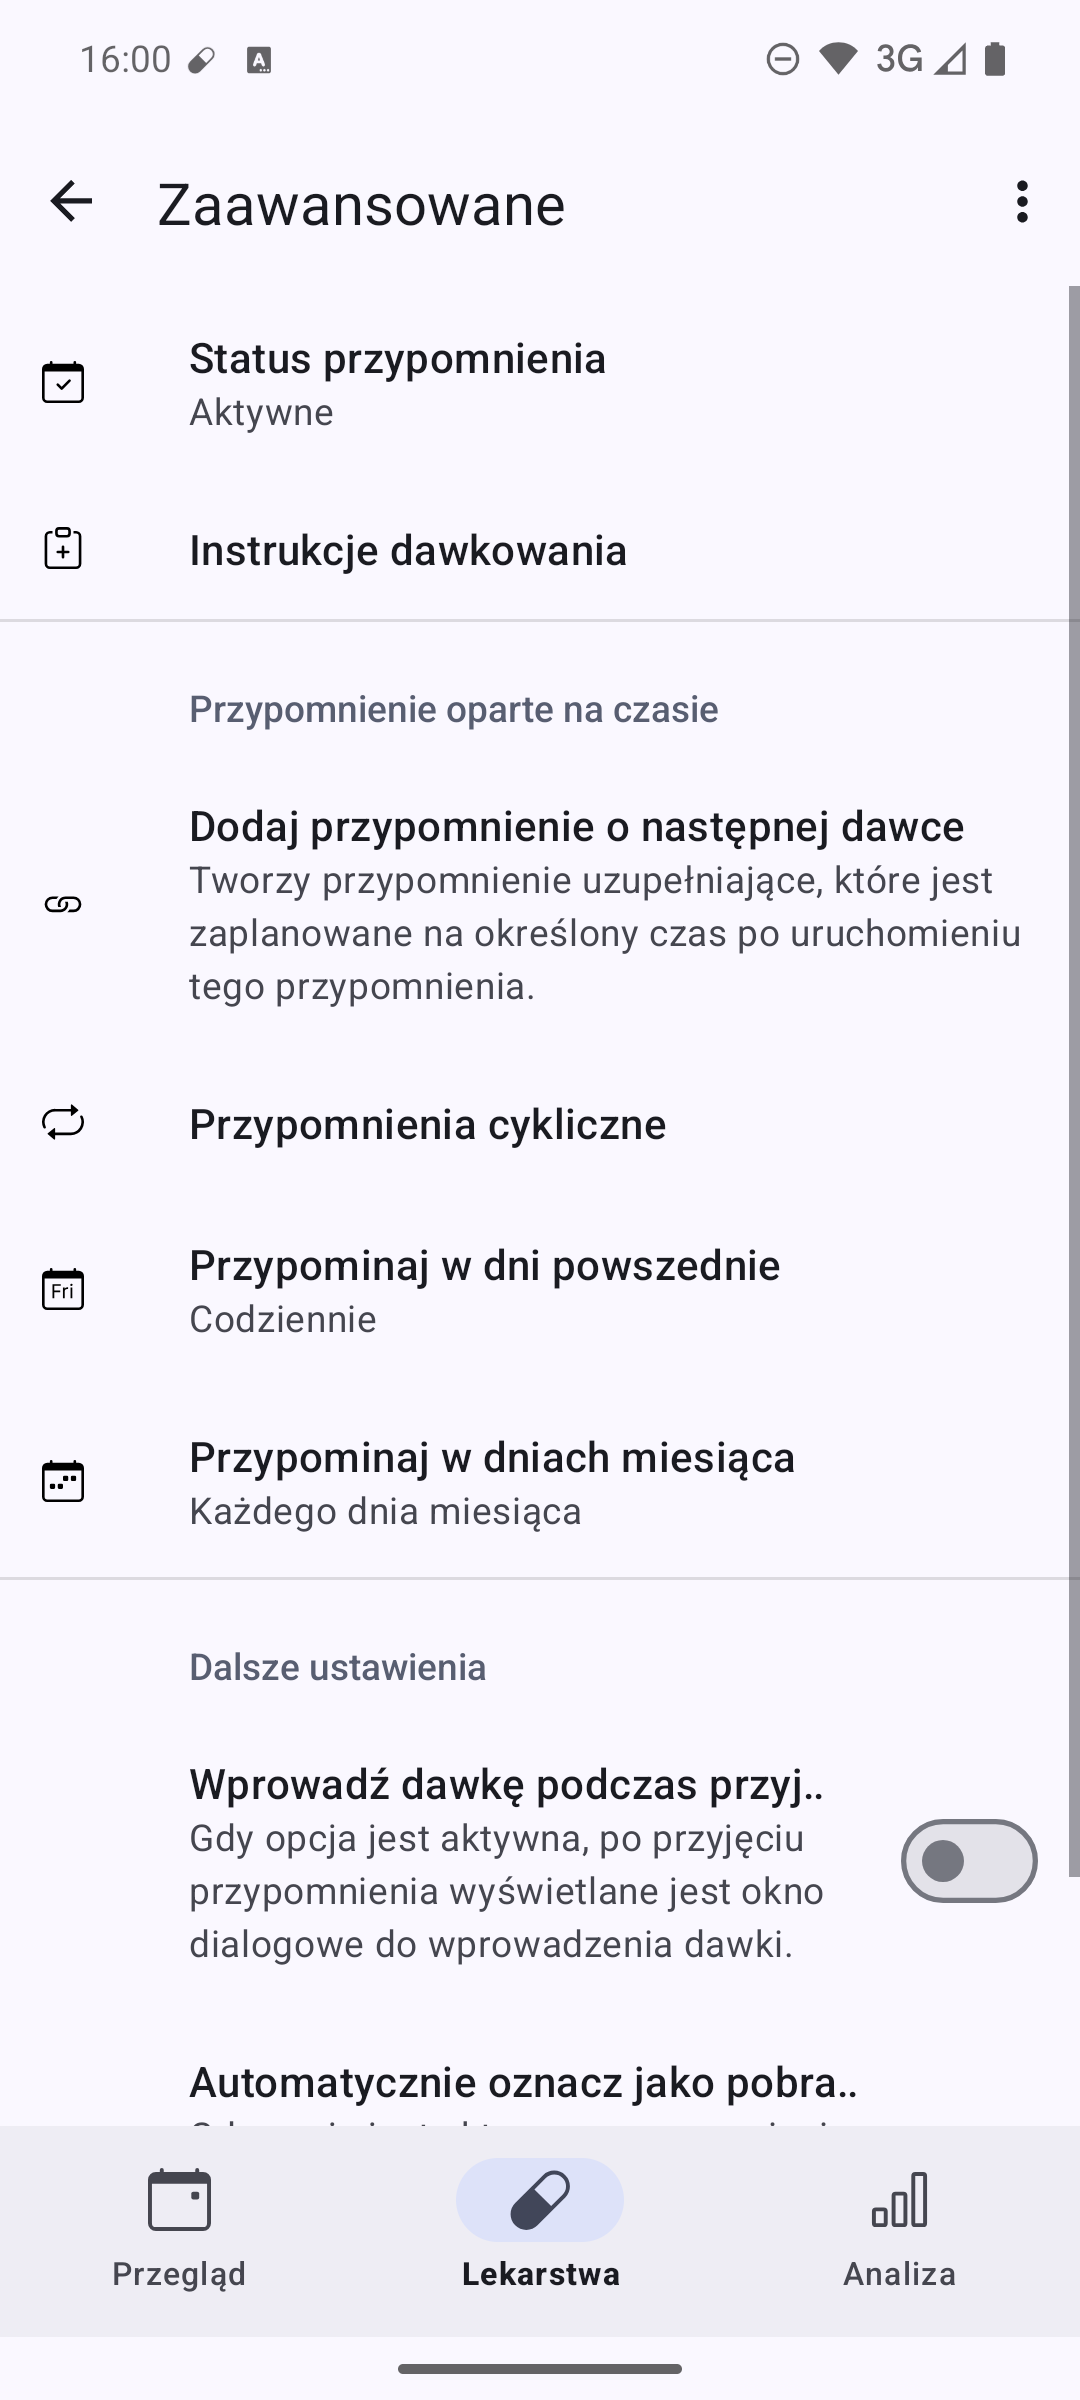 16:00
3G
Zaawansowane
Status przypomnienia
Aktywne
Instrukcje dawkowania
Przypomnienie oparte na czasie
Dodaj przypomnienie o następnej dawce
Tworzy przypomnienie uzupełniające, które jest
zaplanowane na określony czas po uruchomieniu
tego przypomnienia.
Przypomnienia cykliczne
Fri
Przypominaj w dni powszednie
Codziennie
Przypominaj w dniach miesiąca
Każdego dnia miesiąca
Dalsze ustawienia
Wprowadź dawkę podczas przyj..
Gdy opcja jest aktywna, po przyjęciu
przypomnienia wyświetlane jest okno
dialogowe do wprowadzenia dawki.
Automatycznie oznacz jako pobra..
Przegląd
Lekarstwa
Analiza